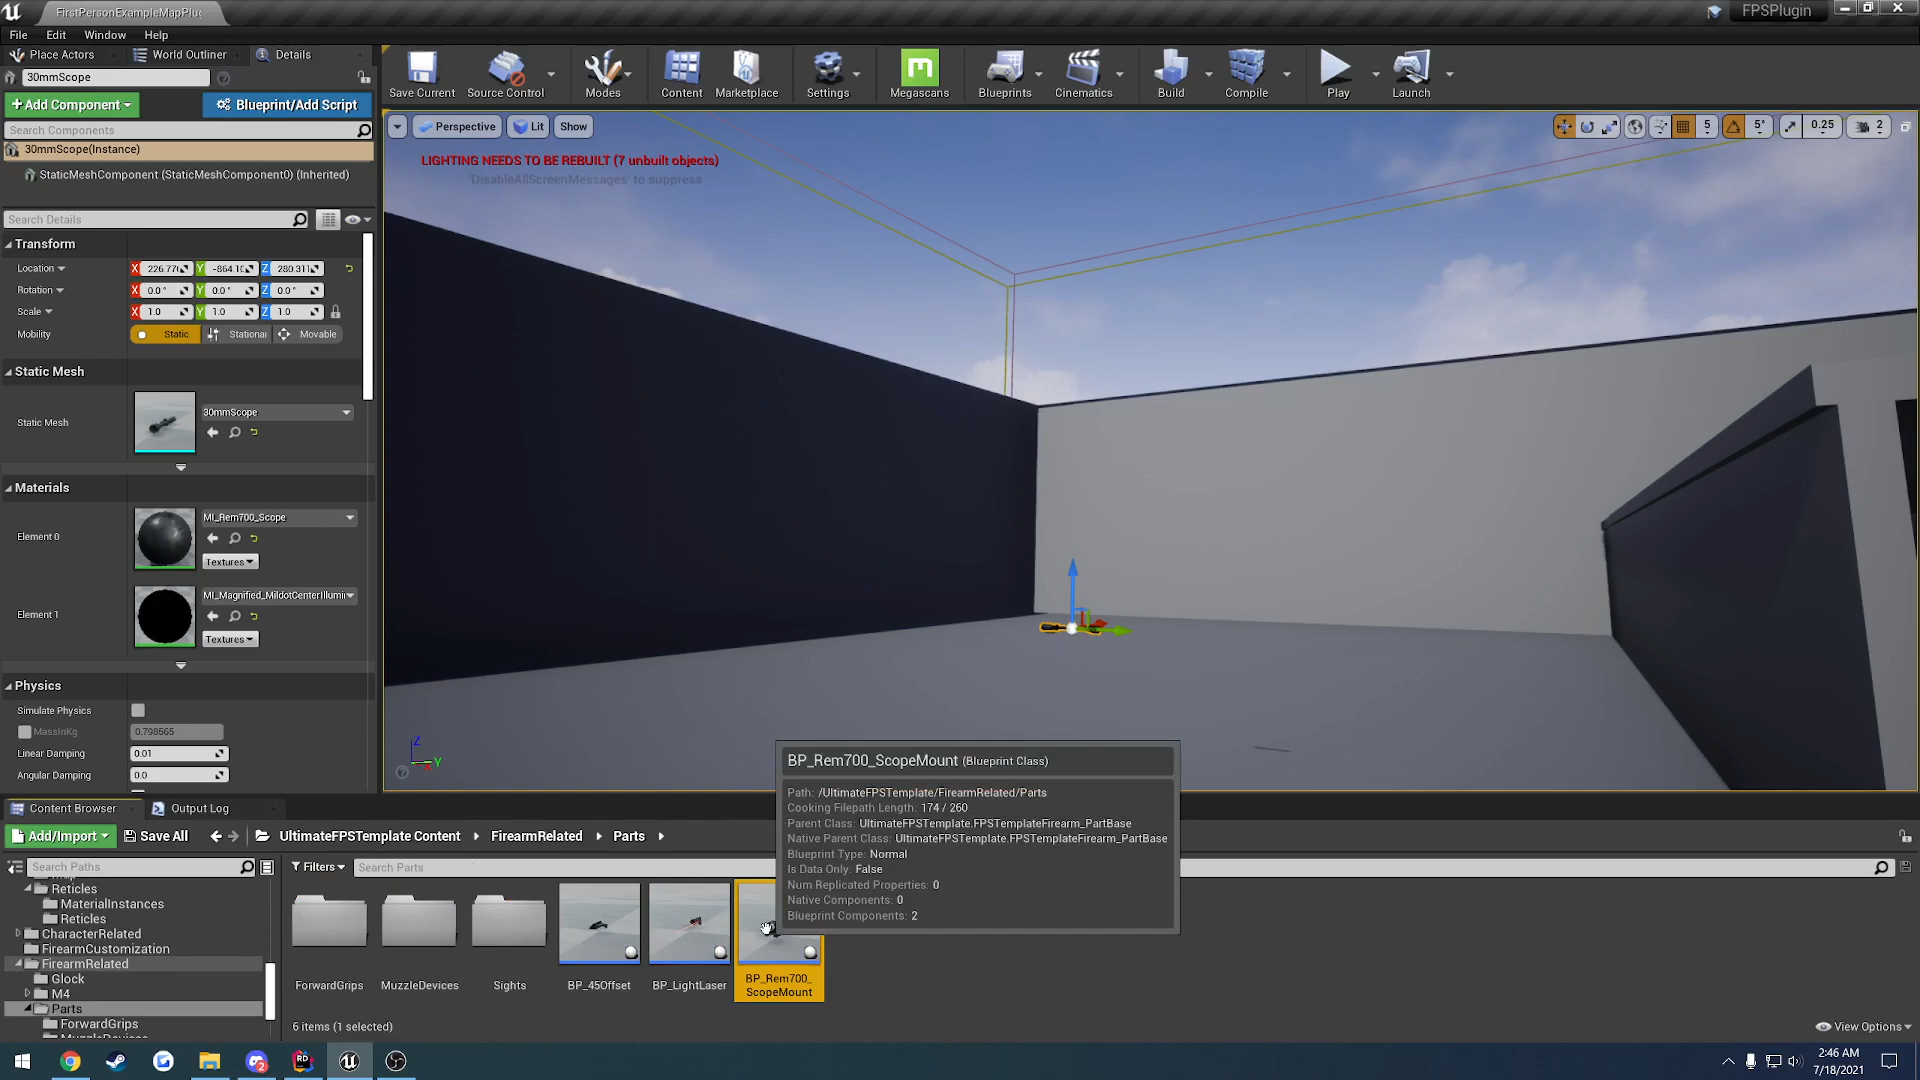 FirstPersonExampleMapPlu
FPSPlugin
File Edit Window Help
Place Actors World Outliner Details
30mmScope
+Add Component
Blueprint/Add Script
Search Components
30mmScope(Instance)
StaticMeshComponent (StaticMeshComponent0) (Inherited)
Search Details
Transform
Location X 226.77( Y -864.1( Z 280.311
Rotation X 0.0° Y 0.0° Z 0.0°
Scale X 1.0 Y 1.0 Z 1.0
Mobility Static Stationar Movable
Static Mesh
Static Mesh
30mmScope
Materials
Element 0
MI_Rem700_Scope
Textures
Element 1
MI_Magnified_MildotCenterIllumin
Textures
Physics
Simulate Physics
MassInKg 0.798565
Linear Damping 0.01
Angular Damping 0.0
Save Current Source Control Modes Content Marketplace Settings Megascans Blueprints Cinematics Build Compile Play Launch
Perspective Lit Show
5 5° 0.25 2
LIGHTING NEEDS TO BE REBUILT (7 unbuilt objects)
'DisableAllScreenMessages' to suppress
Z
Y
BP_Rem700_ScopeMount (Blueprint Class)
Path: /UltimateFPSTemplate/FirearmRelated/Parts
Cooking Filepath Length: 174 / 260
Parent Class: UltimateFPSTemplate.FPSTemplateFirearm_PartBase
Native Parent Class: UltimateFPSTemplate.FPSTemplateFirearm_PartBase
Blueprint Type: Normal
Is Data Only: False
Num Replicated Properties: 0
Native Components: 0
Blueprint Components: 2
Content Browser Output Log
Add/Import Save All
UltimateFPSTemplate Content FirearmRelated Parts
Search Paths
Filters
Search Parts
Reticles
MaterialInstances
Reticles
CharacterRelated
FirearmCustomization
FirearmRelated
Glock
M4
Parts
ForwardGrips
MuzzleDevices
ForwardGrips MuzzleDevices Sights BP_45Offset BP_LightLaser BP_Rem700_
ScopeMount
6 items (1 selected)
View Options
2:46 AM
7/18/2021